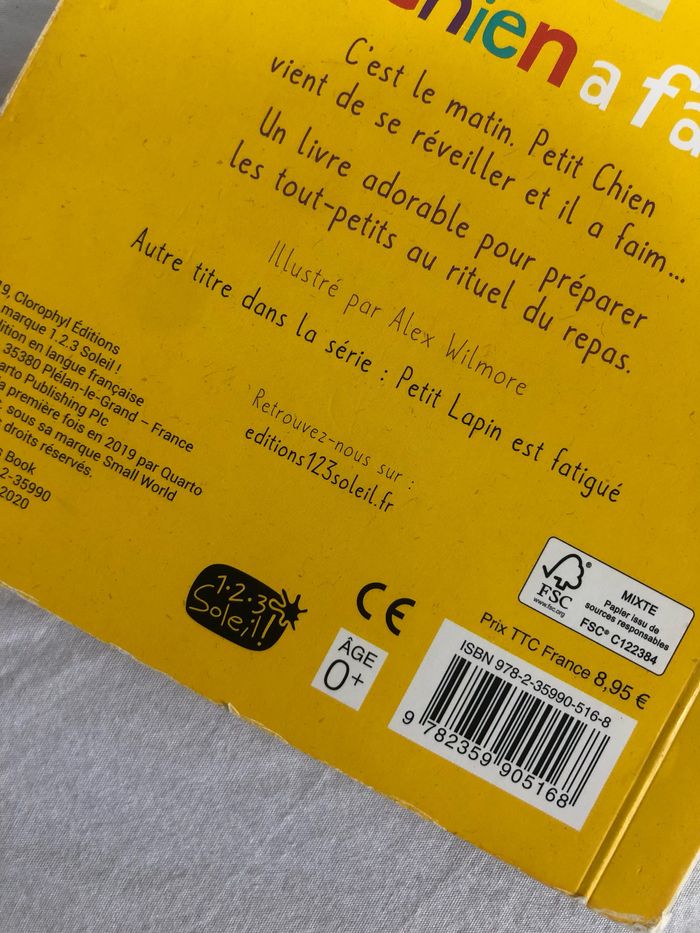 a
C'est le matin. Petit Chien
vient de se réveiller et il a faim...
Un livre adorable pour préparer
les tout-petits au rituel du repas.
Illustré par Alex Wilmore
Autre titre dans la série : Petit Lapin est fatigué
Retrouvez-nous sur :
editions123soleil.fr
Clorophyl Éditions
marque 1.2.3 Soleil !
en langue française
35380 Plélan-le-Grand – France
Publishing Plc
première fois en 2019 par Quarto
sous sa marque Small World
droits réservés.
Book
2-35990
2020
1·2·3
Soleil!
CE
ÂGE
0+
FSC®
www.fsc.org
MIXTE
Papier issu de
sources responsables
FSC® C122384
Prix TTC France 8,95 €
ISBN 978-2-35990-516-8
9 782359 905168